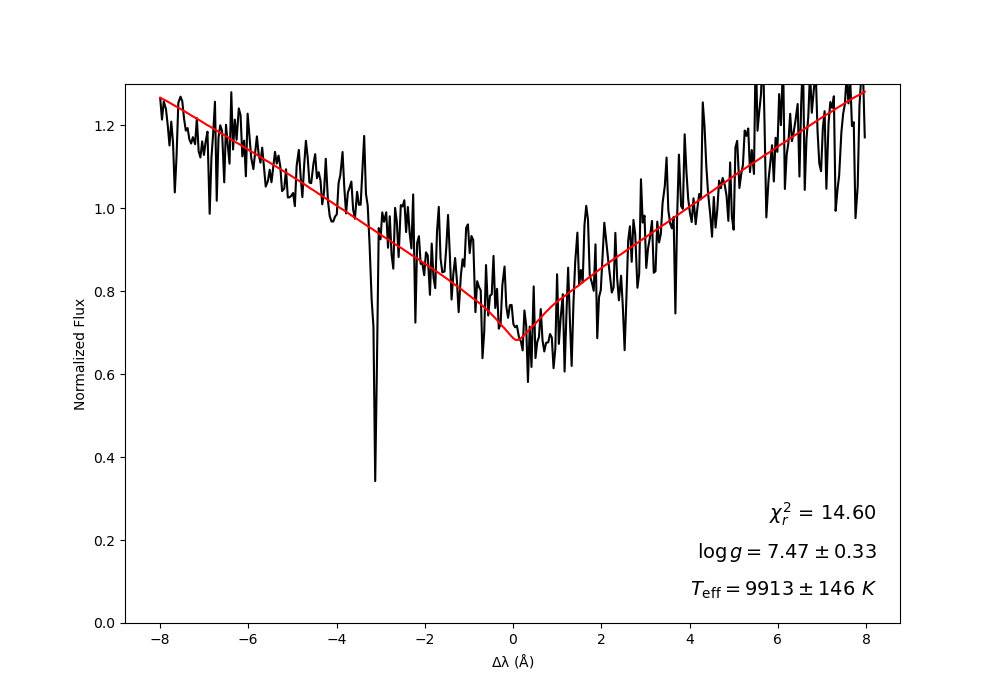 1.2
1.0
0.8
0.6
0.4
0.2
0.0
Normalized Flux
χ²ᵣ = 14.60
log g = 7.47 ± 0.33
T_eff = 9913 ± 146 K
−8 −6 −4 −2 0 2 4 6 8
Δλ (Å)